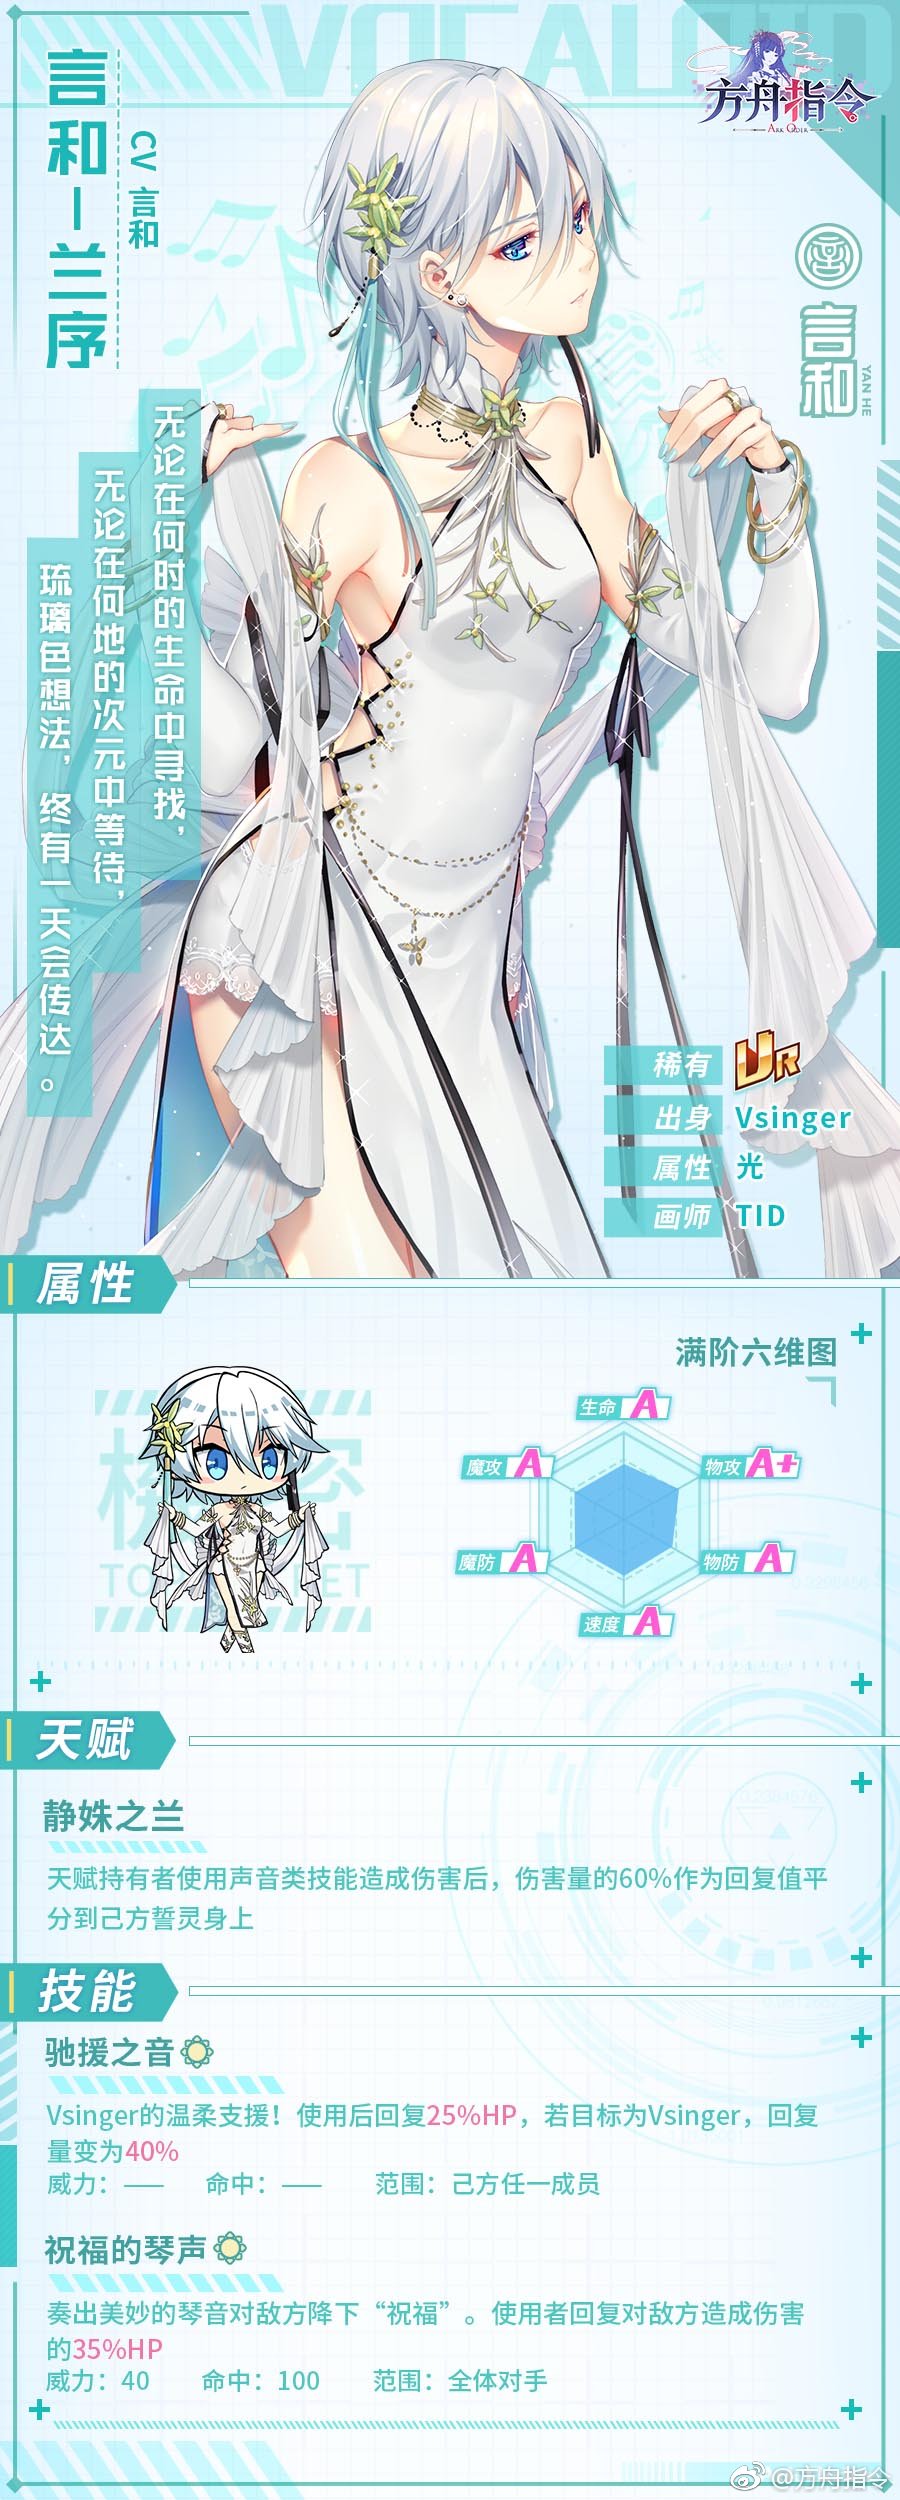 VOCALOID
方舟指令
ARK ORDER
言和-兰序
CV 言和
言和
YAN HE
无论在何时的生命中寻找，
无论在何地的次元中等待，
琉璃色想法，终有一天会传达。
稀有 UR
出身 Vsinger
属性 光
画师 TID
属性
满阶六维图
生命 A
魔攻 A
物攻 A+
魔防 A
物防 A
速度 A
天赋
静姝之兰
天赋持有者使用声音类技能造成伤害后，伤害量的60%作为回复值平
分到己方誓灵身上
技能
驰援之音
Vsinger的温柔支援！使用后回复25%HP，若目标为Vsinger，回复
量变为40%
威力：—— 命中：—— 范围：己方任一成员
祝福的琴声
奏出美妙的琴音对敌方降下“祝福”。使用者回复对敌方造成伤害
的35%HP
威力：40 命中：100 范围：全体对手
@方舟指令